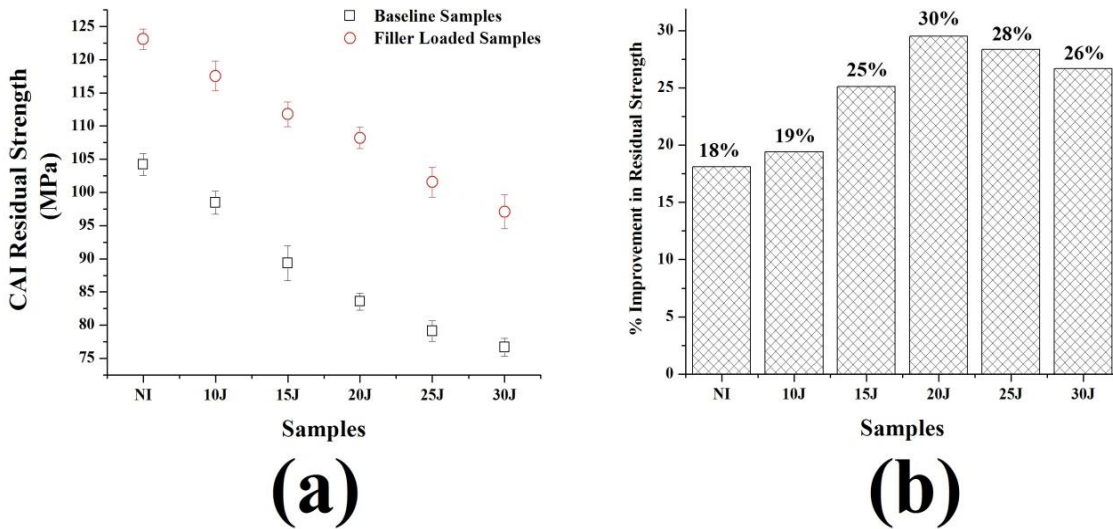 Baseline Samples
Filler Loaded Samples
CAI Residual Strength
(MPa)
125
120
115
110
105
100
95
90
85
80
75
NI 10J 15J 20J 25J 30J
Samples
(a)
% Improvement in Residual Strength
30
25
20
15
10
5
0
18% 19% 25% 30% 28% 26%
NI 10J 15J 20J 25J 30J
Samples
(b)